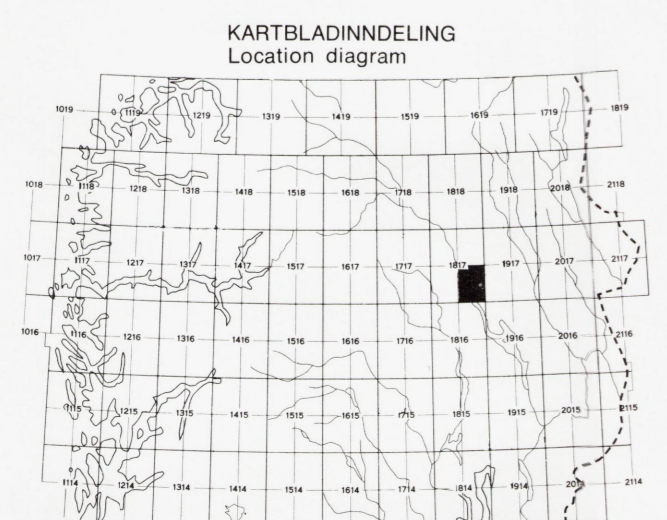 KARTBLADINNDELING
Location diagram
1019 1119 1219 1319 1419 1519 1619 1719 1819
1018 1118 1218 1318 1418 1518 1618 1718 1818 1918 2018 2118
1017 1117 1217 1317 1417 1517 1617 1717 1817 1917 2017 2117
1016 1116 1216 1316 1416 1516 1616 1716 1816 1916 2016 2116
1115 1215 1315 1415 1515 1615 1715 1815 1915 2015 2115
1114 1214 1314 1414 1514 1614 1714 1814 1914 2014 2114